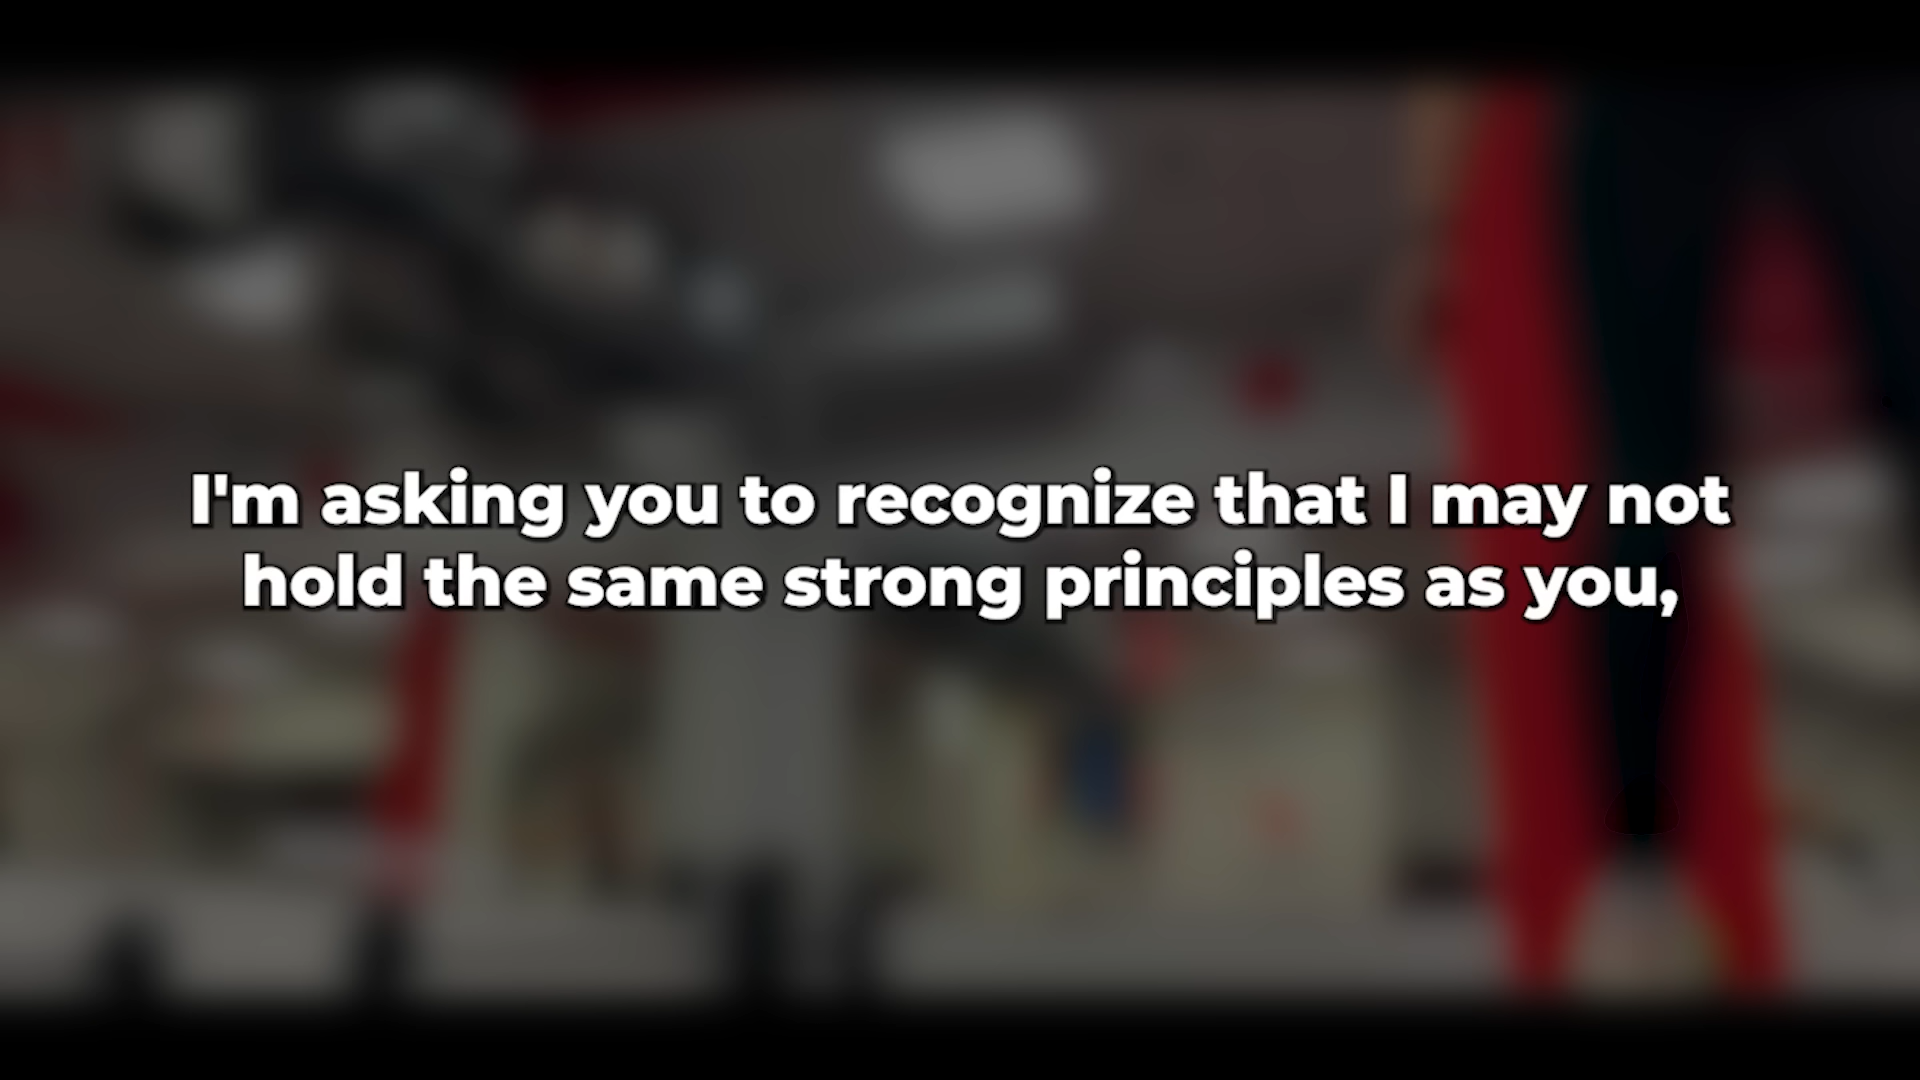 I'm asking you to recognize that I may not
hold the same strong principles as you,